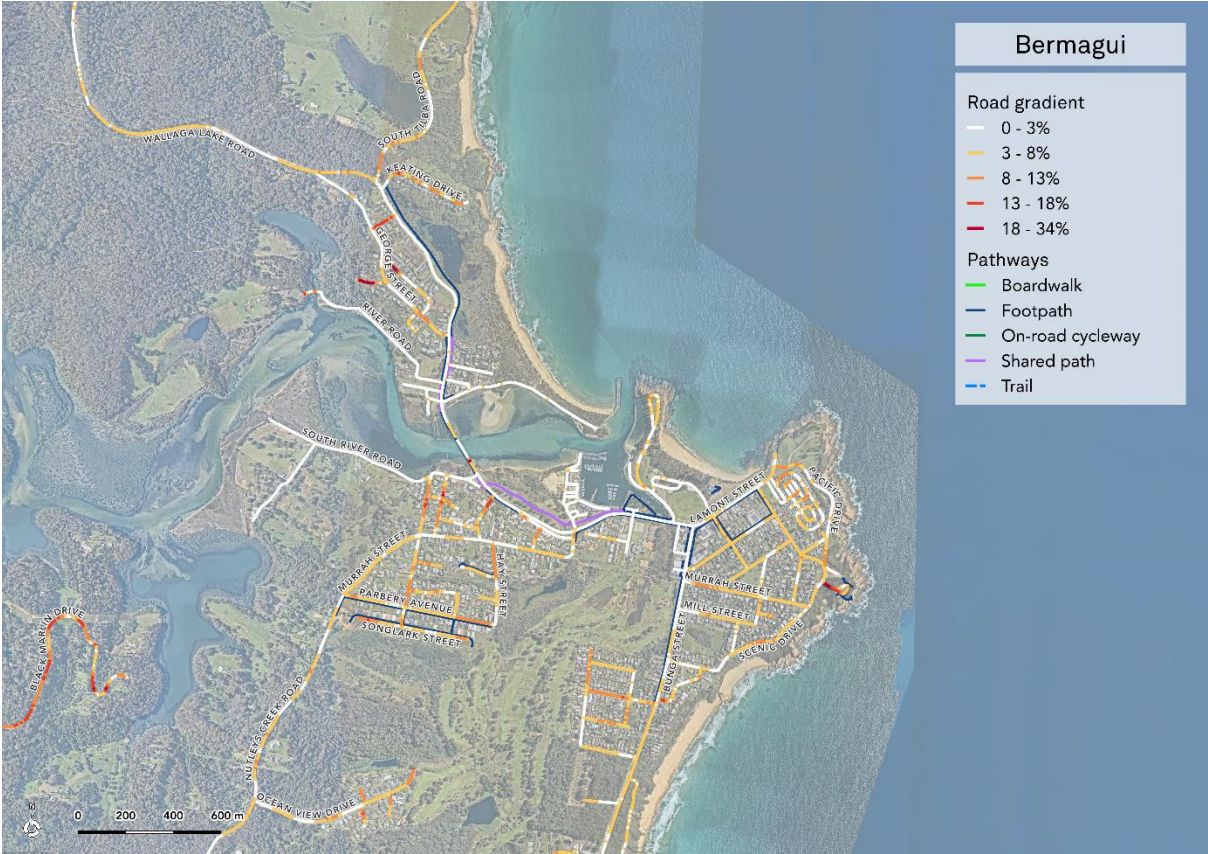 Bermagui
Road gradient
0 - 3%
3 - 8%
8 - 13%
13 - 18%
18 - 34%
Pathways
Boardwalk
Footpath
On-road cycleway
Shared path
Trail
SOUTH TILBA ROAD
WALLAGA LAKE ROAD
KEATING DRIVE
GEORGE STREET
RIVER ROAD
SOUTH RIVER ROAD
LAMONT STREET
PACIFIC DRIVE
MURRAH STREET
HAY STREET
MURRAH STREET
PARBERY AVENUE
MILL STREET
SONGLARK STREET
SCENIC DRIVE
BUNGA STREET
BLACK MARLIN DRIVE
NUTLEYS CREEK ROAD
OCEAN VIEW DRIVE
N
0 200 400 600 m